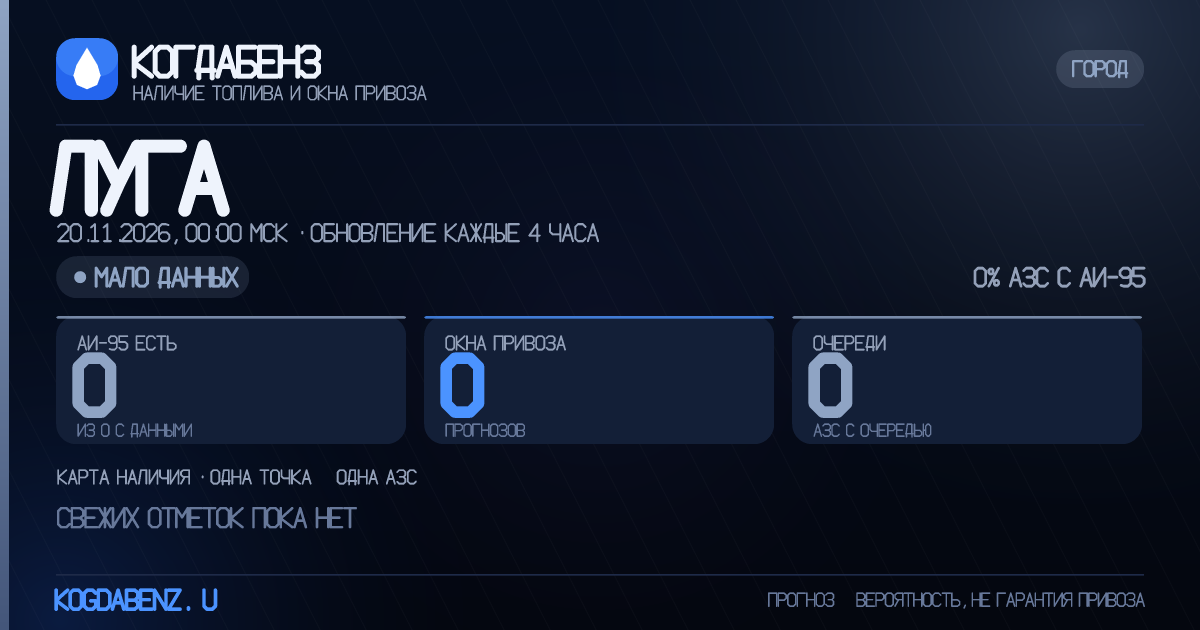 КОГДАБЕНЗ
НАЛИЧИЕ ТОПЛИВА И ОКНА ПРИВОЗА
ГОРОД
ЛУГА
20.11.2026, 00:00 МСК · ОБНОВЛЕНИЕ КАЖДЫЕ 4 ЧАСА
МАЛО ДАННЫХ
0% АЗС С АИ-95
АИ-95 ЕСТЬ
0
ИЗ 0 С ДАННЫМИ
ОКНА ПРИВОЗА
0
ПРОГНОЗОВ
ОЧЕРЕДИ
0
АЗС С ОЧЕРЕДЬЮ
КАРТА НАЛИЧИЯ · ОДНА ТОЧКА ОДНА АЗС
СВЕЖИХ ОТМЕТОК ПОКА НЕТ
KOGDABENZ. U
ПРОГНОЗ ВЕРОЯТНОСТЬ, НЕ ГАРАНТИЯ ПРИВОЗА